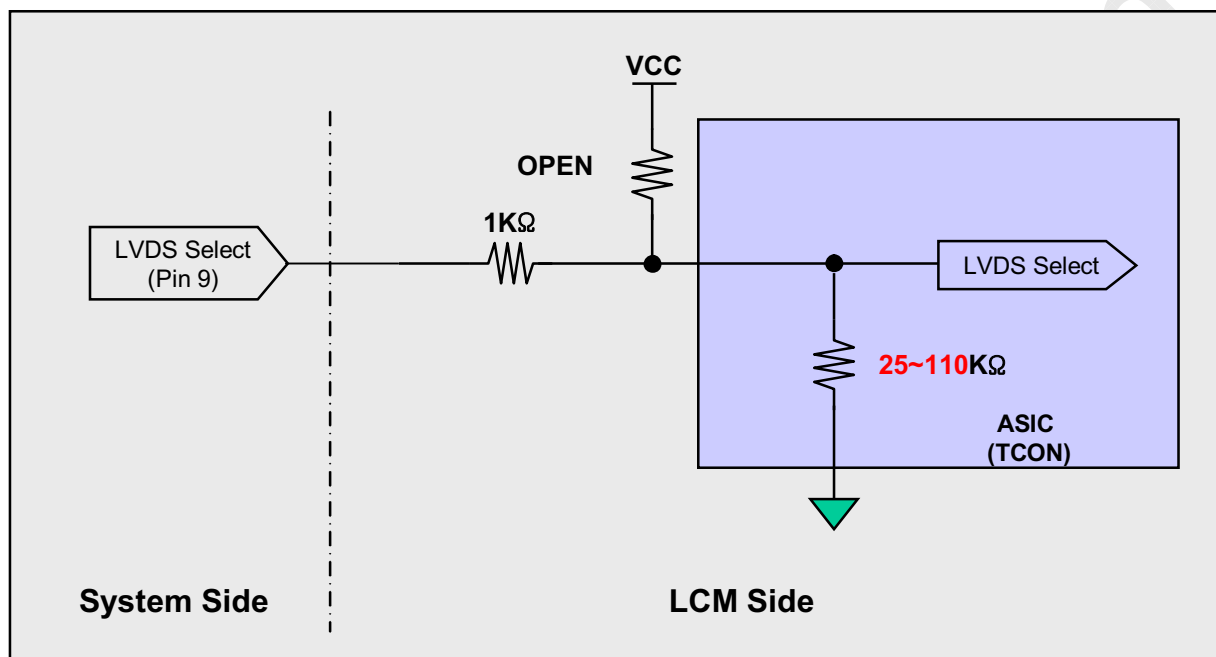 VCC
OPEN
1KΩ
LVDS Select
(Pin 9)
LVDS Select
25~110KΩ
ASIC
(TCON)
System Side
LCM Side